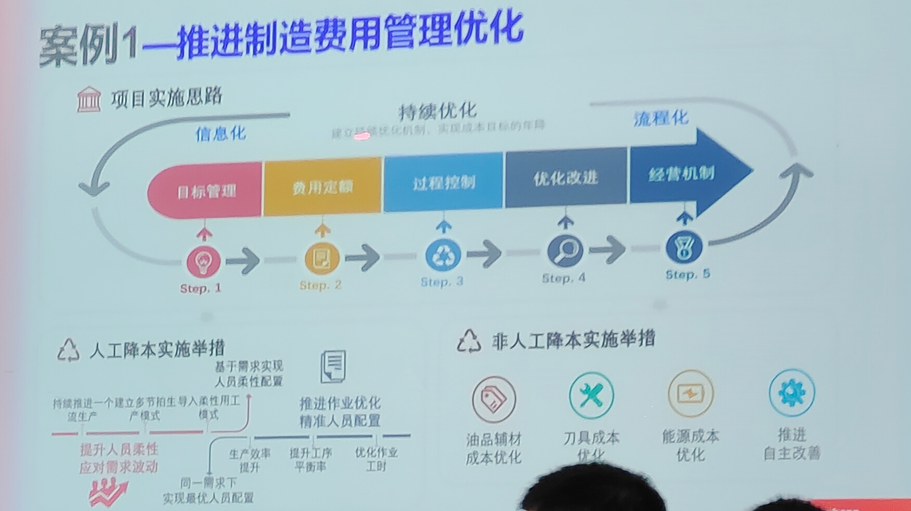 案例1—推进制造费用管理优化
项目实施思路
持续优化
建立持续优化机制、实现成本目标的年降
信息化
流程化
目标管理
费用定额
过程控制
优化改进
经营机制
Step. 1
Step. 2
Step. 3
Step. 4
Step. 5
人工降本实施举措
基于需求实现
人员柔性配置
持续推进一个
流生产
建立多节拍生
产模式
导入柔性用工
模式
提升人员柔性
应对需求波动
推进作业优化
精准人员配置
生产效率
提升
提升工序
平衡率
优化作业
工时
同一需求下
实现最优人员配置
非人工降本实施举措
油品辅材
成本优化
刀具成本
优化
能源成本
优化
推进
自主改善